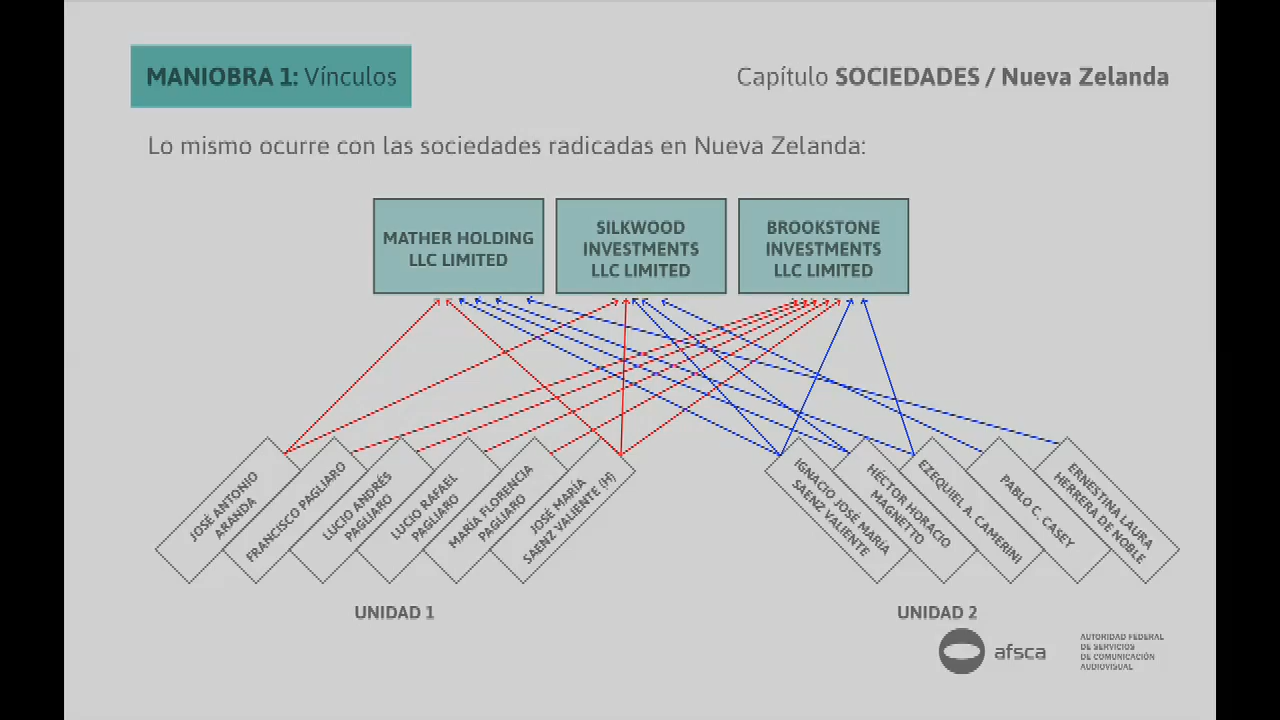 MANIOBRA 1: Vínculos
Capítulo SOCIEDADES / Nueva Zelanda
Lo mismo ocurre con las sociedades radicadas en Nueva Zelanda:
MATHER HOLDING
LLC LIMITED
SILKWOOD
INVESTMENTS
LLC LIMITED
BROOKSTONE
INVESTMENTS
LLC LIMITED
JOSÉ ANTONIO
ARANDA
FRANCISCO PAGLIARO
LUCIO ANDRÉS
PAGLIARO
LUCIO RAFAEL
PAGLIARO
MARÍA FLORENCIA
PAGLIARO
JOSÉ MARÍA
SAENZ VALIENTE (H)
IGNACIO JOSÉ MARÍA
SAENZ VALIENTE
HÉCTOR HORACIO
MAGNETTO
EZEQUIEL A. CAMERINI
PABLO C. CASEY
ERNESTINA LAURA
HERRERA DE NOBLE
UNIDAD 1
UNIDAD 2
afsca
AUTORIDAD FEDERAL
DE SERVICIOS
DE COMUNICACIÓN
AUDIOVISUAL